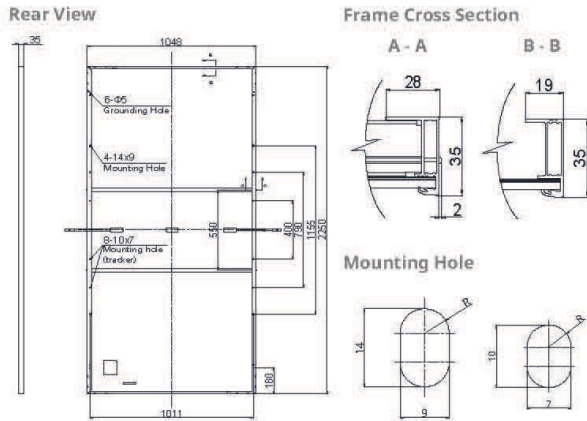 Rear View
35
1048
6-Φ5
Grounding Hole
4-14x9
Mounting Hole
8-10x7
Mounting hole
(tracker)
550
400
790
1155
2250
180
1011
Frame Cross Section
A - A
B - B
28
35
2
19
35
Mounting Hole
R
14
9
R
10
7